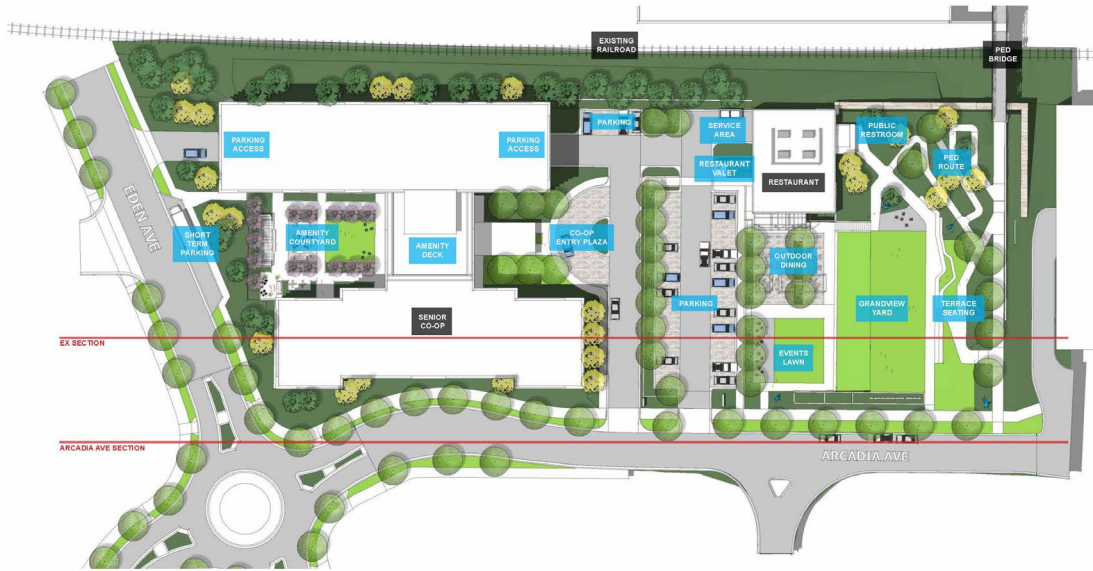 EXISTING
RAILROAD
PED
BRIDGE
PARKING
SERVICE
AREA
PUBLIC
RESTROOM
PARKING
ACCESS
PARKING
ACCESS
RESTAURANT
VALET
PED
ROUTE
RESTAURANT
EDEN AVE
SHORT
TERM
PARKING
AMENITY
COURTYARD
AMENITY
DECK
CO-OP
ENTRY PLAZA
OUTDOOR
DINING
PARKING
GRANDVIEW
YARD
TERRACE
SEATING
SENIOR
CO-OP
EX SECTION
EVENTS
LAWN
ARCADIA AVE SECTION
ARCADIA AVE